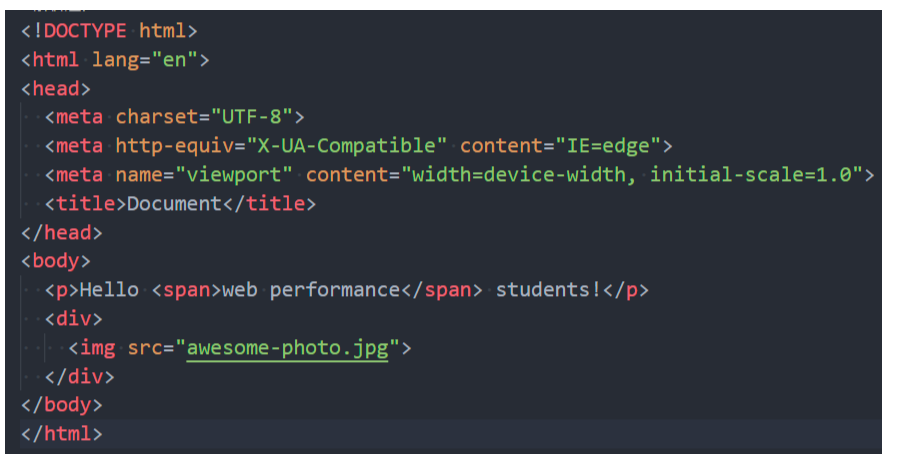 <!DOCTYPE html>
<html lang="en">
<head>
  <meta charset="UTF-8">
  <meta http-equiv="X-UA-Compatible" content="IE=edge">
  <meta name="viewport" content="width=device-width, initial-scale=1.0">
  <title>Document</title>
</head>
<body>
  <p>Hello <span>web performance</span> students!</p>
  <div>
    <img src="awesome-photo.jpg">
  </div>
</body>
</html>